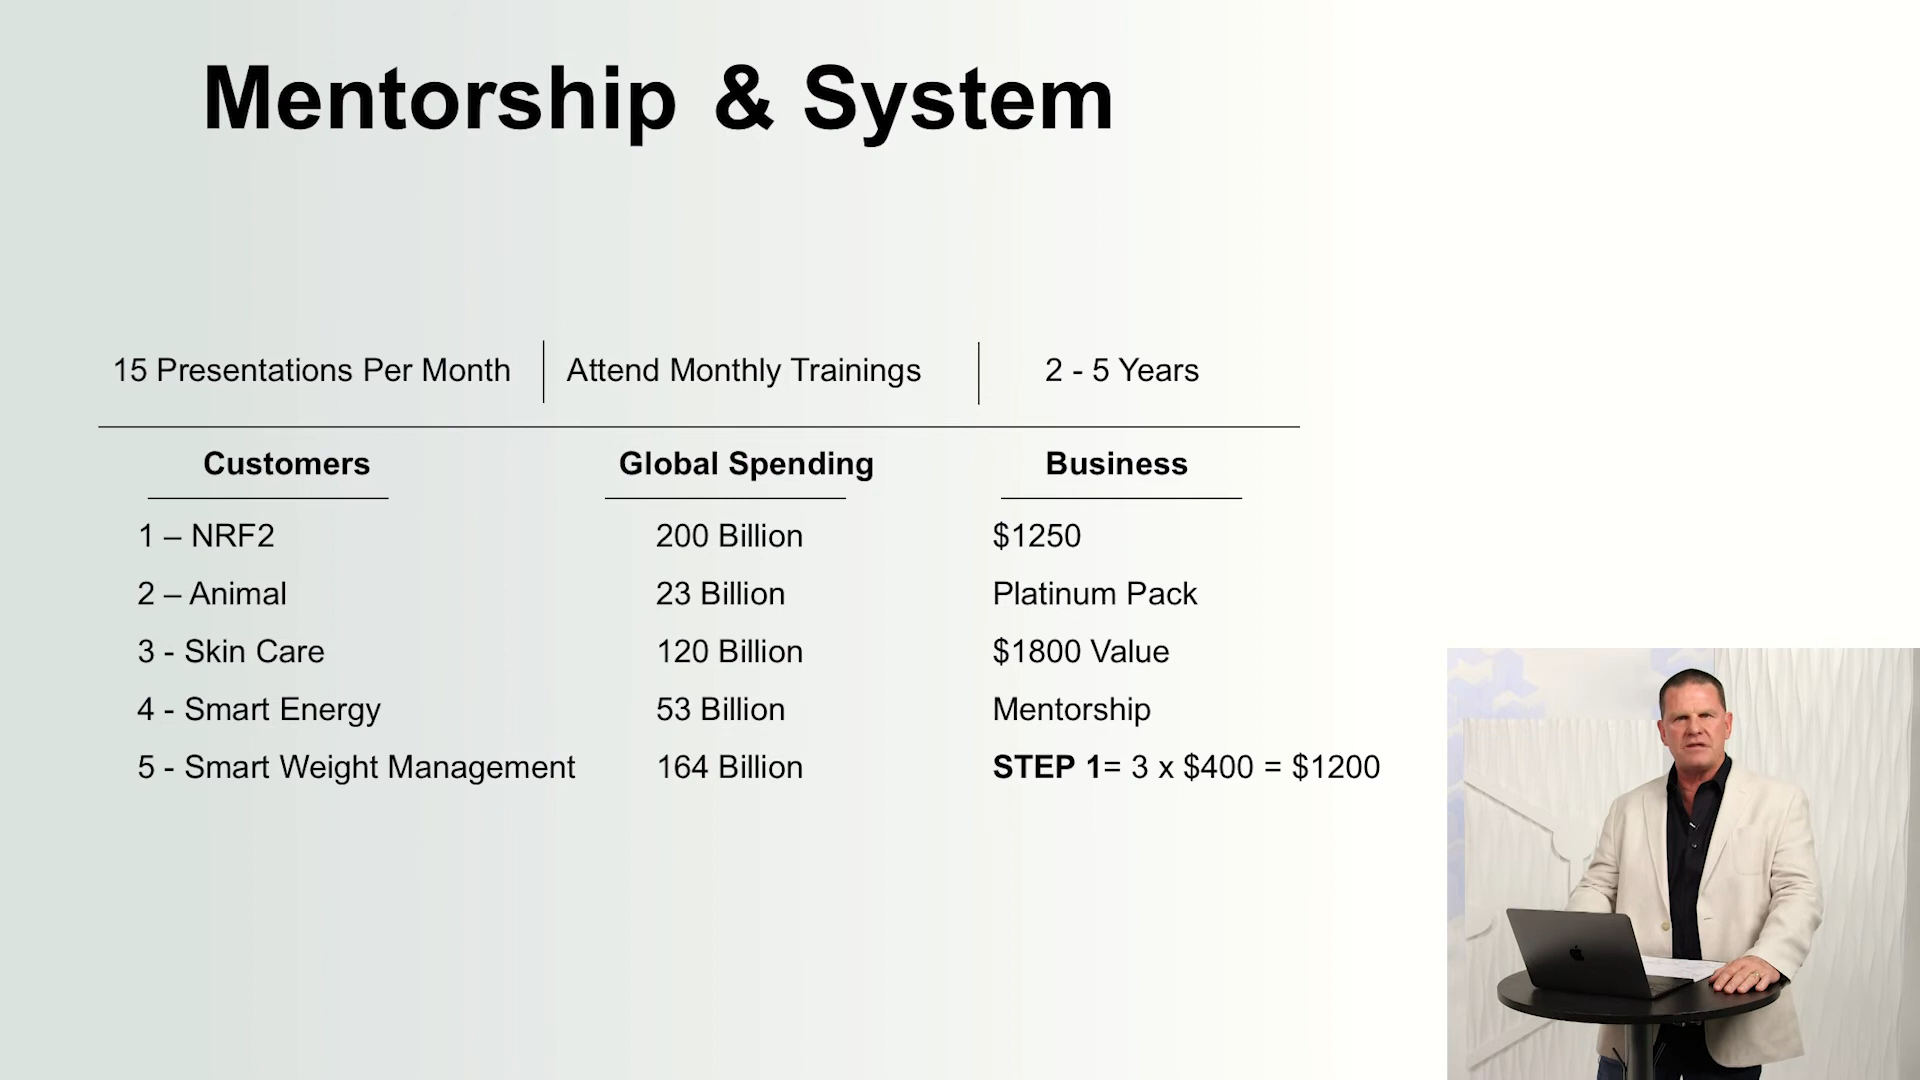 Mentorship & System
15 Presentations Per Month
Attend Monthly Trainings
2 - 5 Years
Customers
Global Spending
Business
1 – NRF2
200 Billion
$1250
2 – Animal
23 Billion
Platinum Pack
3 - Skin Care
120 Billion
$1800 Value
4 - Smart Energy
53 Billion
Mentorship
5 - Smart Weight Management
164 Billion
STEP 1= 3 x $400 = $1200